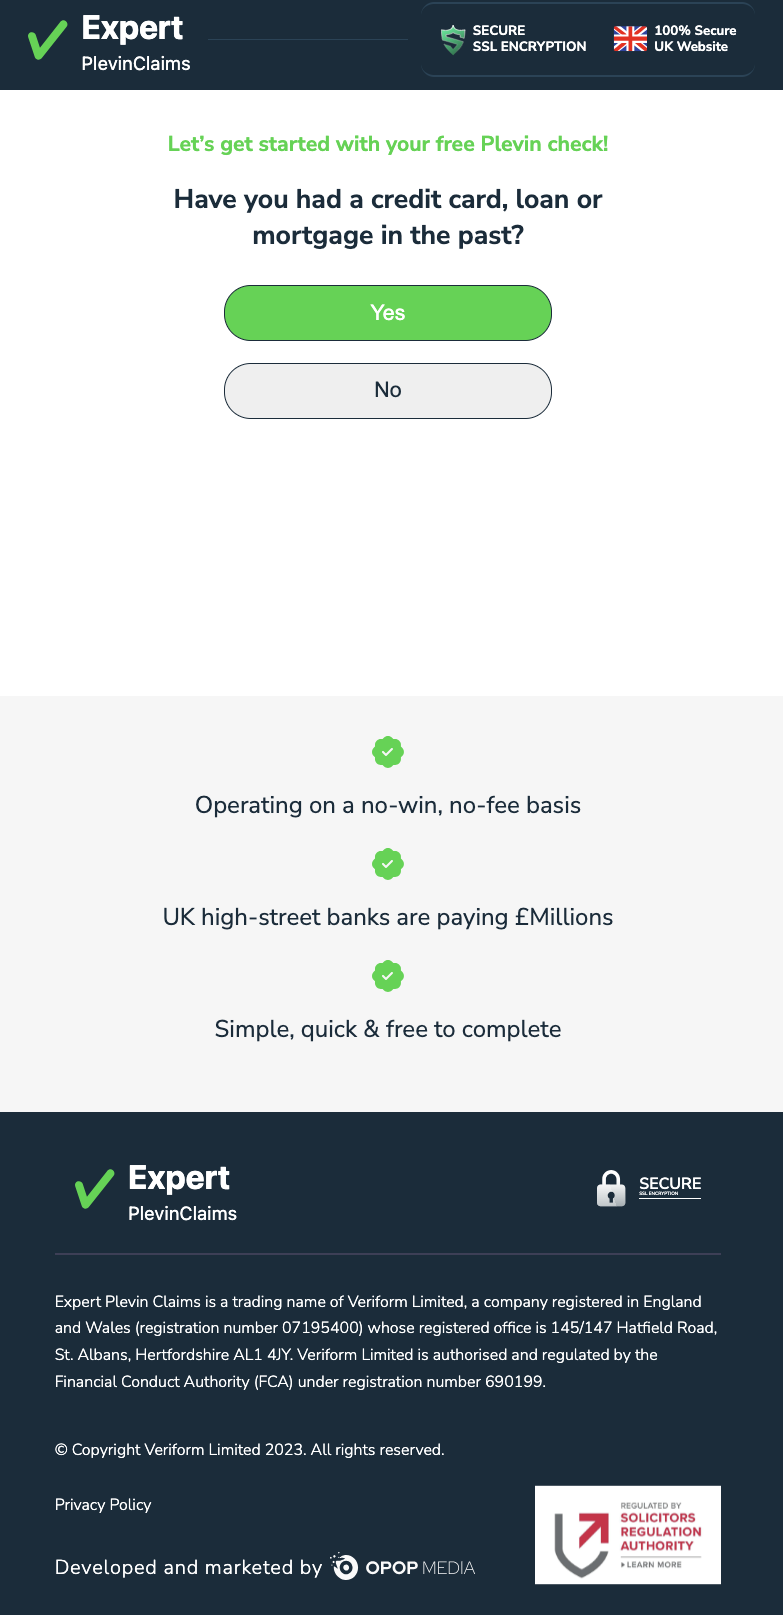 Expert
PlevinClaims
SECURE
SSL ENCRYPTION
100% Secure
UK Website
Let’s get started with your free Plevin check!
Have you had a credit card, loan or
mortgage in the past?
Yes
No
Operating on a no-win, no-fee basis
UK high-street banks are paying £Millions
Simple, quick & free to complete
Expert
PlevinClaims
SECURE
SSL ENCRYPTION
Expert Plevin Claims is a trading name of Veriform Limited, a company registered in England
and Wales (registration number 07195400) whose registered office is 145/147 Hatfield Road,
St. Albans, Hertfordshire AL1 4JY. Veriform Limited is authorised and regulated by the
Financial Conduct Authority (FCA) under registration number 690199.
© Copyright Veriform Limited 2023. All rights reserved.
Privacy Policy
Developed and marketed by OPOP MEDIA
REGULATED BY
SOLICITORS
REGULATION
AUTHORITY
LEARN MORE